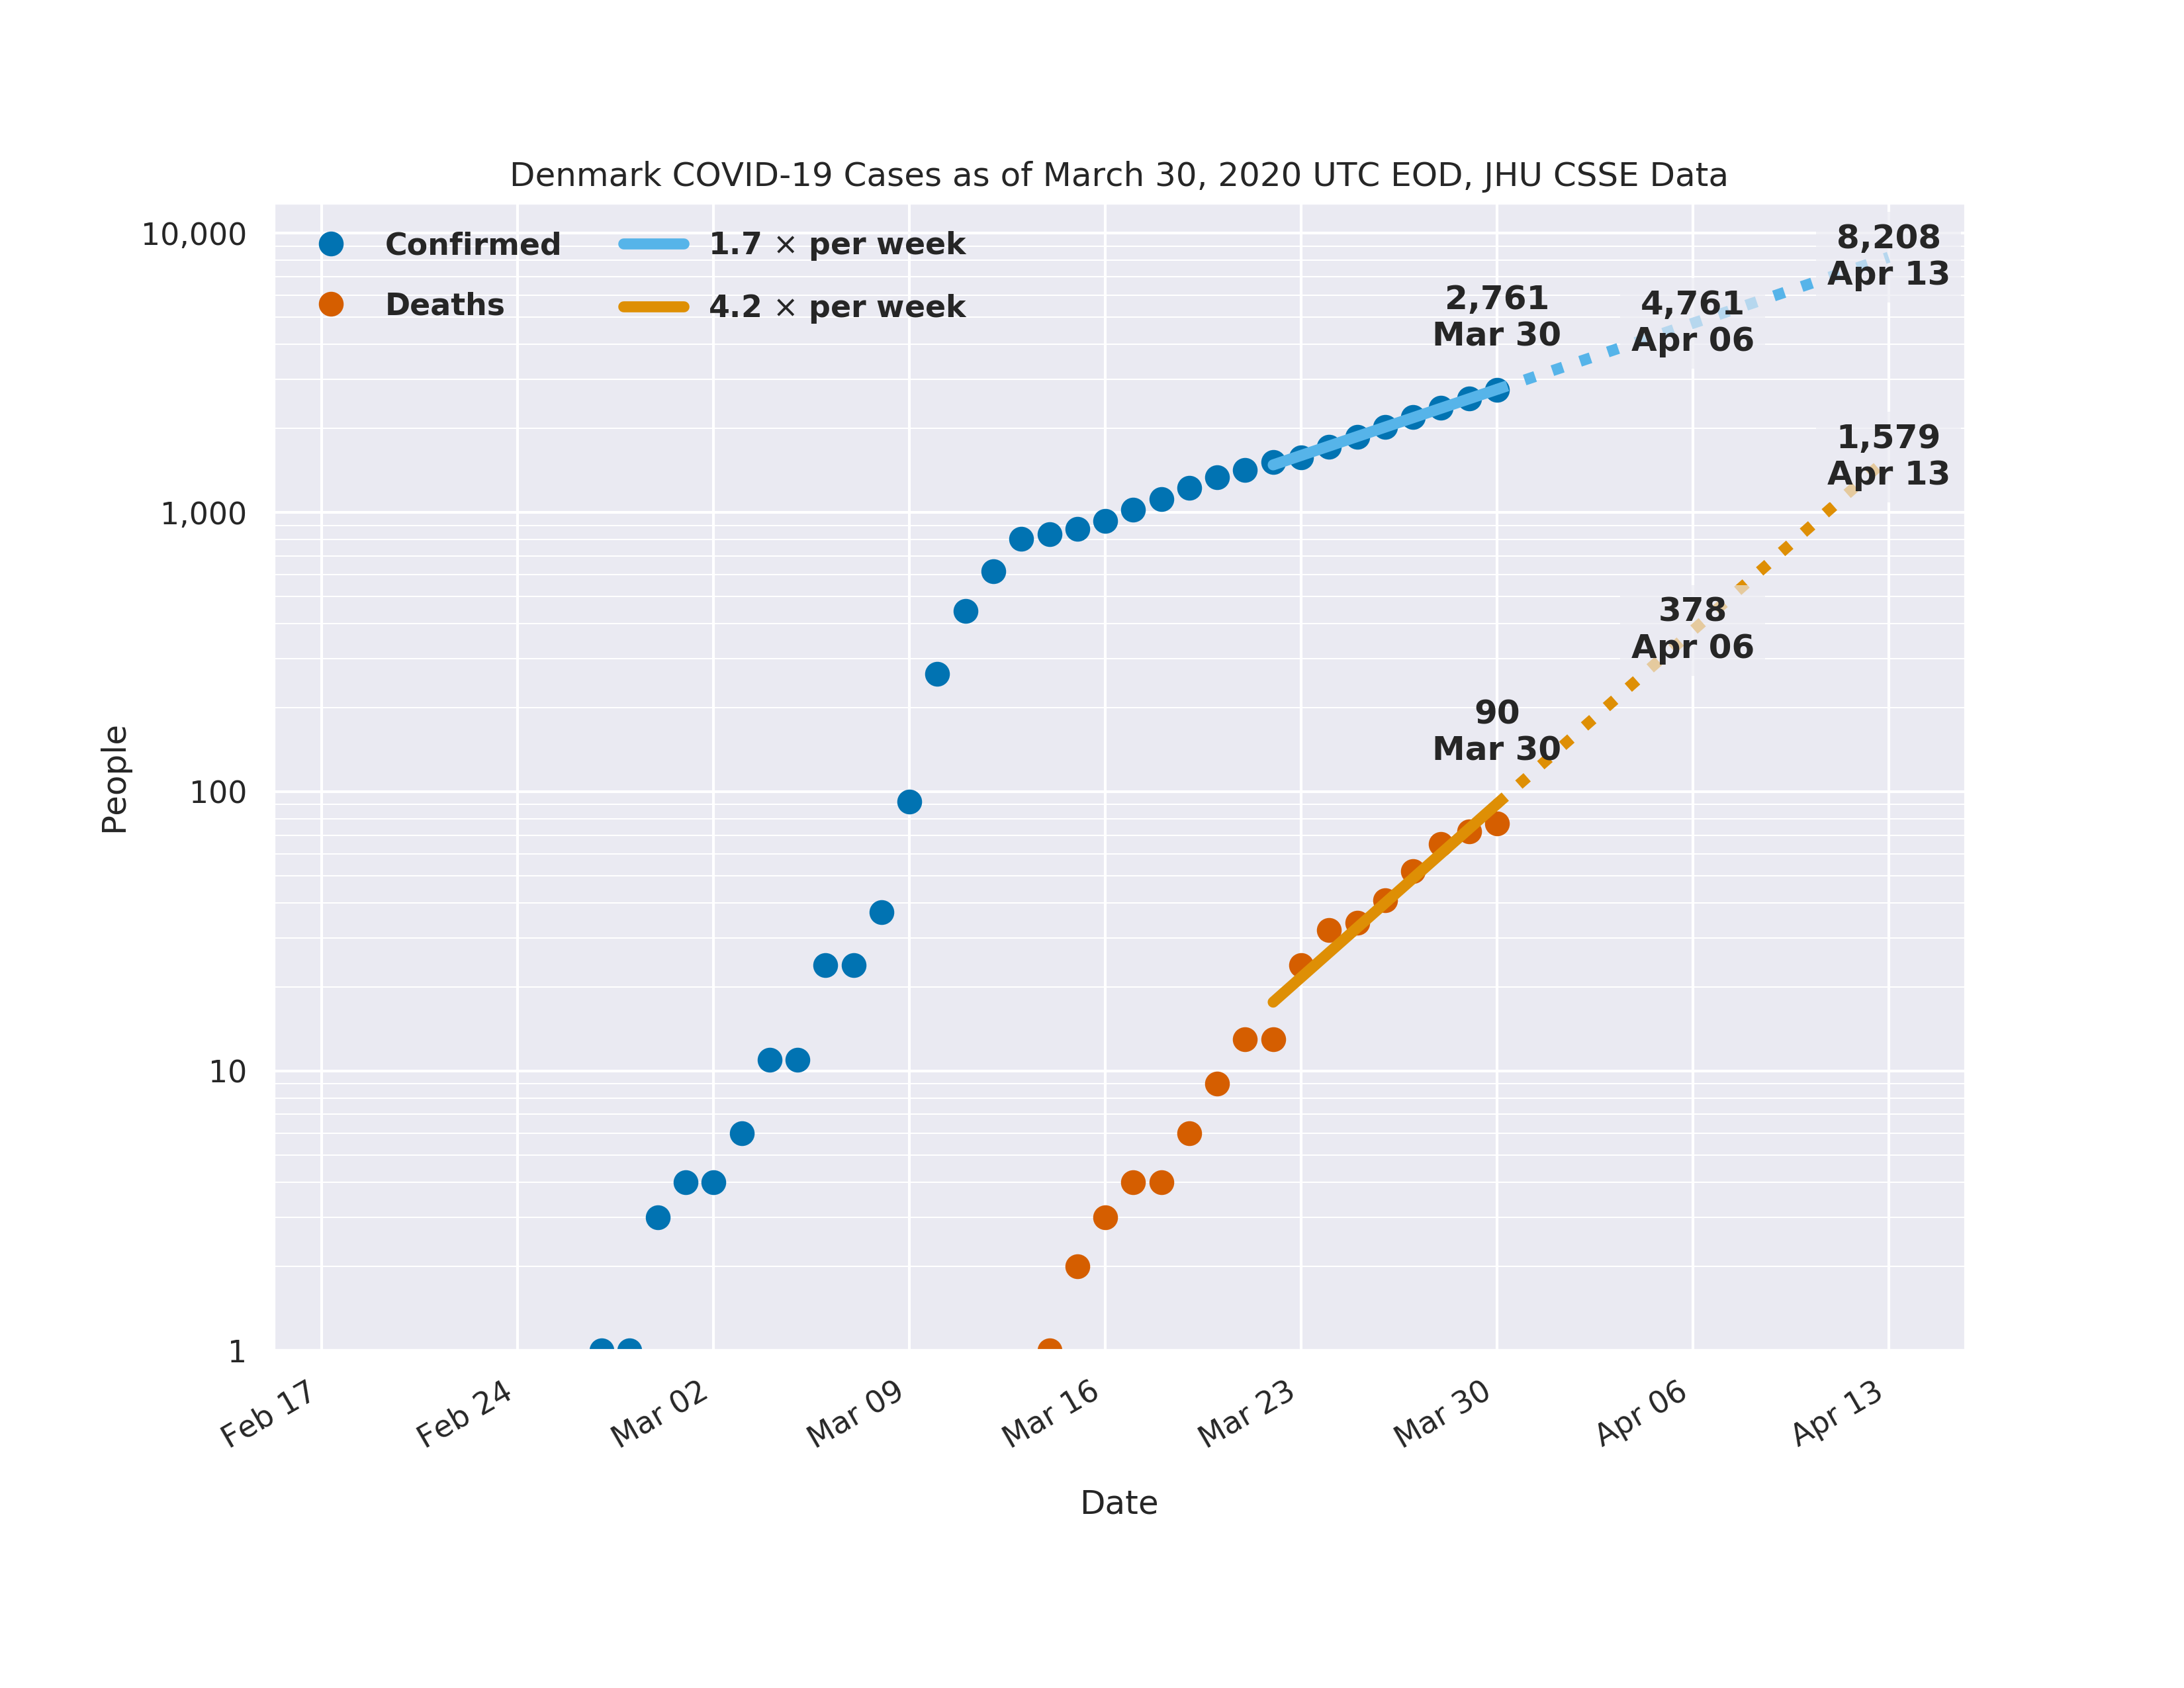 Denmark COVID-19 Cases as of March 30, 2020 UTC EOD, JHU CSSE Data
Confirmed
Deaths
1.7 × per week
4.2 × per week
2,761
Mar 30
4,761
Apr 06
8,208
Apr 13
90
Mar 30
378
Apr 06
1,579
Apr 13
People
10,000
1,000
100
10
1
Feb 17
Feb 24
Mar 02
Mar 09
Mar 16
Mar 23
Mar 30
Apr 06
Apr 13
Date